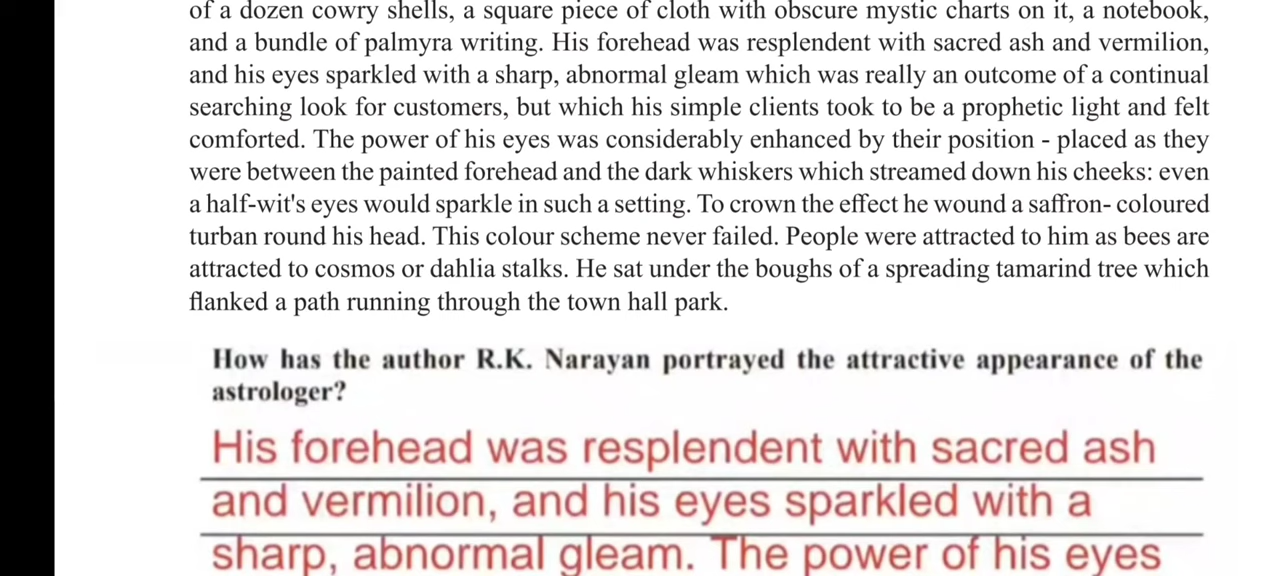 of a dozen cowry shells, a square piece of cloth with obscure mystic charts on it, a notebook,
and a bundle of palmyra writing. His forehead was resplendent with sacred ash and vermilion,
and his eyes sparkled with a sharp, abnormal gleam which was really an outcome of a continual
searching look for customers, but which his simple clients took to be a prophetic light and felt
comforted. The power of his eyes was considerably enhanced by their position - placed as they
were between the painted forehead and the dark whiskers which streamed down his cheeks: even
a half-wit's eyes would sparkle in such a setting. To crown the effect he wound a saffron- coloured
turban round his head. This colour scheme never failed. People were attracted to him as bees are
attracted to cosmos or dahlia stalks. He sat under the boughs of a spreading tamarind tree which
flanked a path running through the town hall park.
How has the author R.K. Narayan portrayed the attractive appearance of the
astrologer?
His forehead was resplendent with sacred ash
and vermilion, and his eyes sparkled with a
sharp, abnormal gleam. The power of his eyes